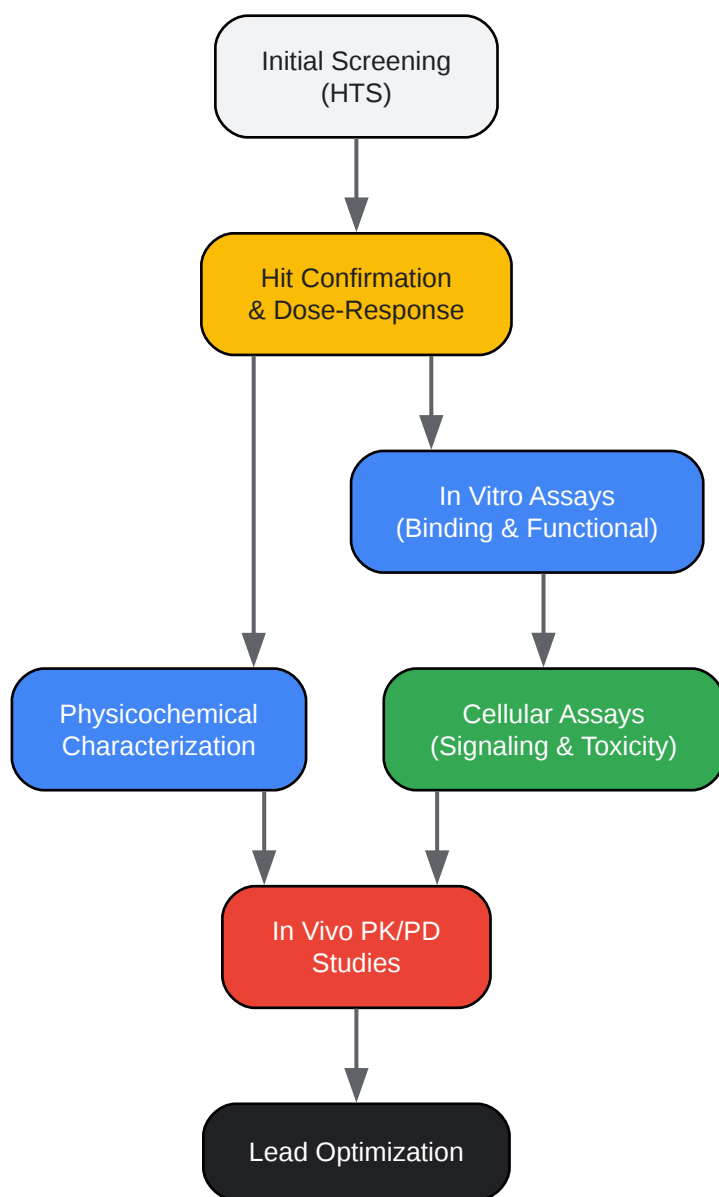 Initial Screening
(HTS)
Hit Confirmation
& Dose-Response
In Vitro Assays
(Binding & Functional)
Physicochemical
Characterization
Cellular Assays
(Signaling & Toxicity)
In Vivo PK/PD
Studies
Lead Optimization